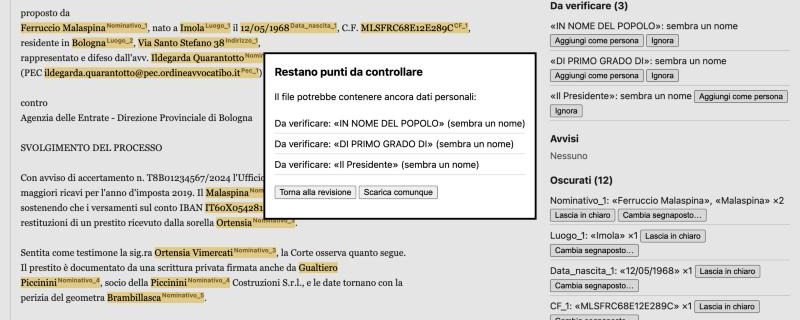 proposto da
Ferruccio Malaspina Nominativo_1, nato a Imola Luogo_1 il 12/05/1968 Data_nascita_1, C.F. MLSFRC68E12E289C CF_1,
residente in Bologna Luogo_2, Via Santo Stefano 38 Indirizzo_1,
rappresentato e difeso dall'avv. Ildegarda Quarantotto
(PEC ildegarda.quarantotto@pec.ordineavvocatibo.it Pec_1)
contro
Agenzia delle Entrate - Direzione Provinciale di Bologna
SVOLGIMENTO DEL PROCESSO
Con avviso di accertamento n. T8B01234567/2024 l'Ufficio
maggiori ricavi per l'anno d'imposta 2019. Il Malaspina
sostenendo che i versamenti sul conto IBAN IT60X054281
restituzioni di un prestito ricevuto dalla sorella Ortensia
Sentita come testimone la sig.ra Ortensia Vimercati Nominativo_3, la Corte osserva quanto segue.
Il prestito è documentato da una scrittura privata firmata anche da Gualtiero
Piccinini Nominativo_4, socio della Piccinini Nominativo_4 Costruzioni S.r.l., e le date tornano con la
perizia del geometra Brambillasca Nominativo_5.
Restano punti da controllare
Il file potrebbe contenere ancora dati personali:
Da verificare: «IN NOME DEL POPOLO» (sembra un nome)
Da verificare: «DI PRIMO GRADO DI» (sembra un nome)
Da verificare: «Il Presidente» (sembra un nome)
Torna alla revisione Scarica comunque
Da verificare (3)
«IN NOME DEL POPOLO»: sembra un nome
Aggiungi come persona Ignora
«DI PRIMO GRADO DI»: sembra un nome
Aggiungi come persona Ignora
«Il Presidente»: sembra un nome Aggiungi come persona
Ignora
Avvisi
Nessuno
Oscurati (12)
Nominativo_1: «Ferruccio Malaspina», «Malaspina» ×2
Lascia in chiaro Cambia segnaposto…
Luogo_1: «Imola» ×1 Lascia in chiaro
Cambia segnaposto…
Data_nascita_1: «12/05/1968» ×1 Lascia in chiaro
Cambia segnaposto…
CF_1: «MLSFRC68E12E289C» ×1 Lascia in chiaro
Cambia segnaposto…